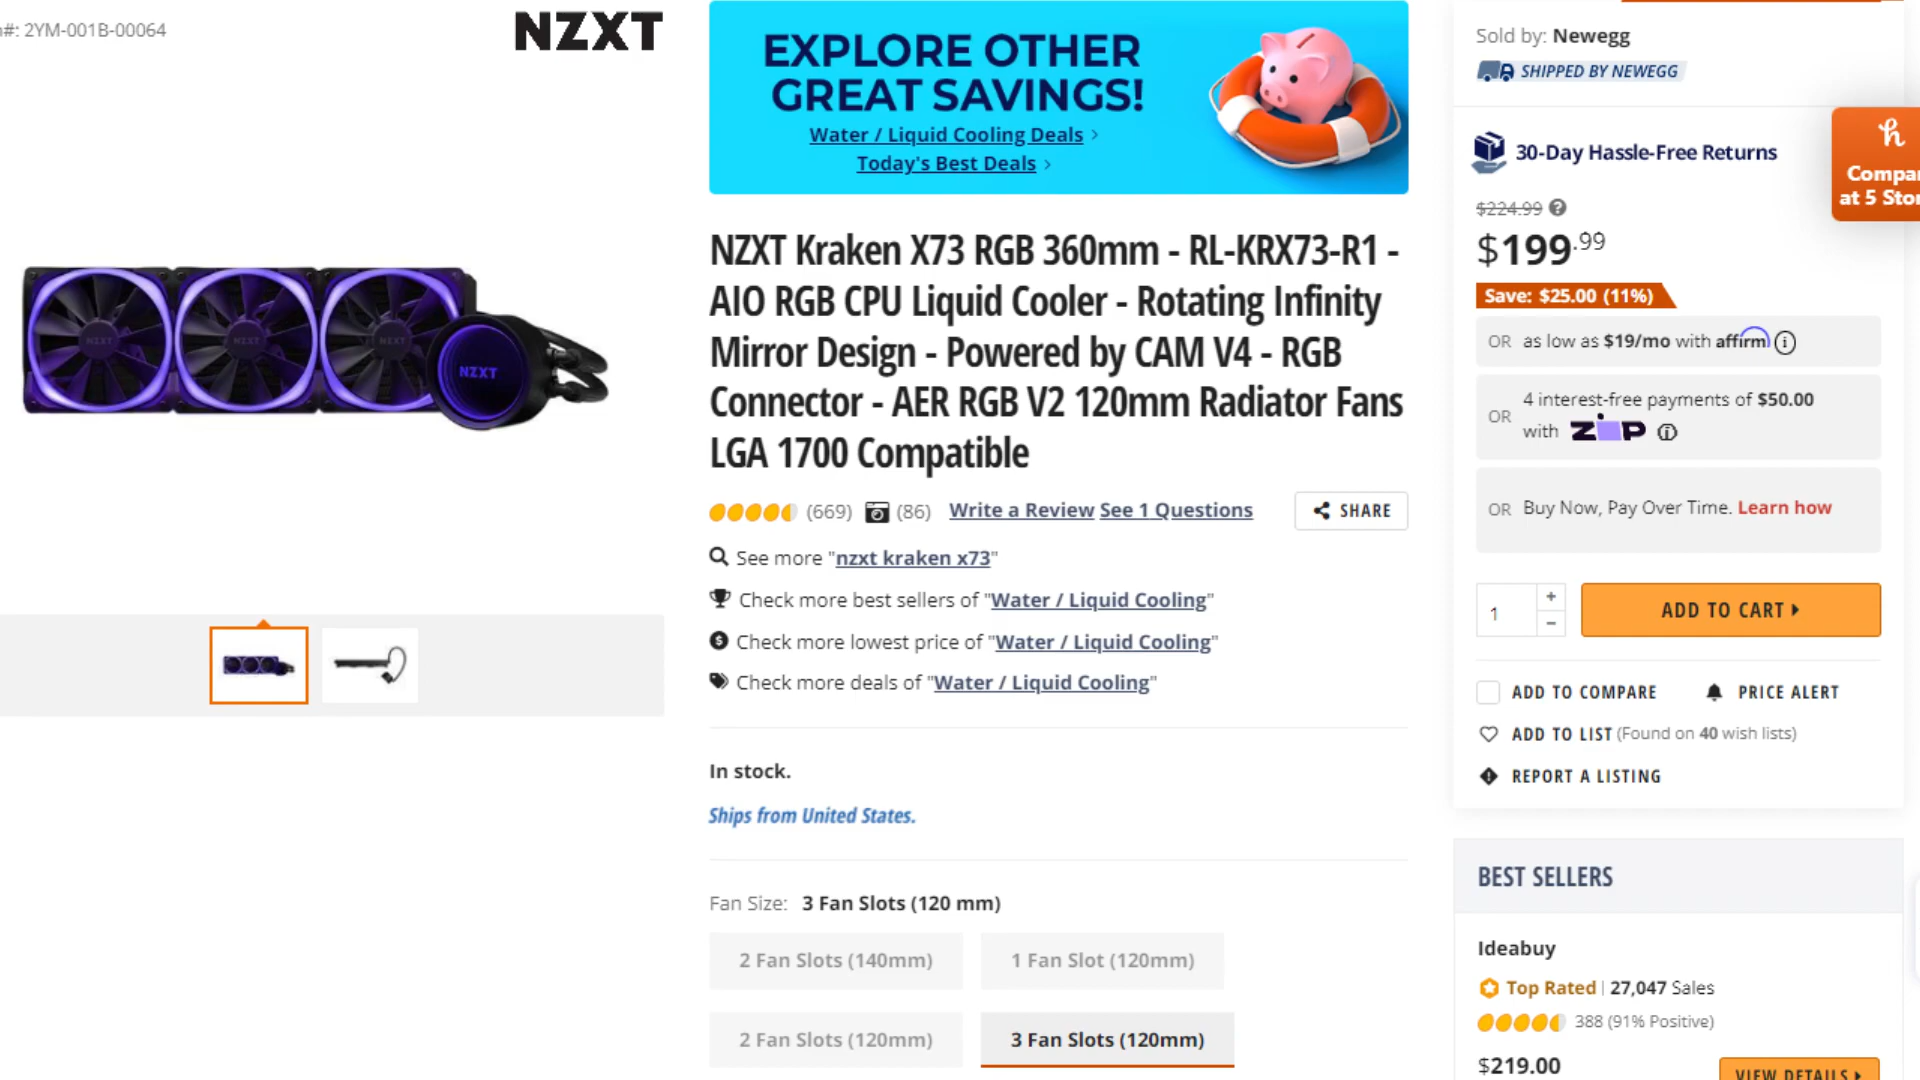 #: 2YM-001B-00064
NZXT
EXPLORE OTHER
GREAT SAVINGS!
Water / Liquid Cooling Deals
Today's Best Deals
NZXT Kraken X73 RGB 360mm - RL-KRX73-R1 -
AIO RGB CPU Liquid Cooler - Rotating Infinity
Mirror Design - Powered by CAM V4 - RGB
Connector - AER RGB V2 120mm Radiator Fans
LGA 1700 Compatible
(669) (86) Write a Review See 1 Questions
SHARE
See more "nzxt kraken x73"
Check more best sellers of "Water / Liquid Cooling"
Check more lowest price of "Water / Liquid Cooling"
Check more deals of "Water / Liquid Cooling"
In stock.
Ships from United States.
Fan Size: 3 Fan Slots (120 mm)
2 Fan Slots (140mm)
1 Fan Slot (120mm)
2 Fan Slots (120mm)
3 Fan Slots (120mm)
NZXT
NZXT
NZXT
NZXT
Sold by: Newegg
SHIPPED BY NEWEGG
30-Day Hassle-Free Returns
$224.99
$199.99
Save: $25.00 (11%)
OR as low as $19/mo with affirm
OR 4 interest-free payments of $50.00
with ZIP
OR Buy Now, Pay Over Time. Learn how
1
+
-
ADD TO CART
ADD TO COMPARE
PRICE ALERT
ADD TO LIST (Found on 40 wish lists)
REPORT A LISTING
h
Compa
at 5 Sto
BEST SELLERS
Ideabuy
Top Rated | 27,047 Sales
388 (91% Positive)
$219.00
VIEW DETAILS